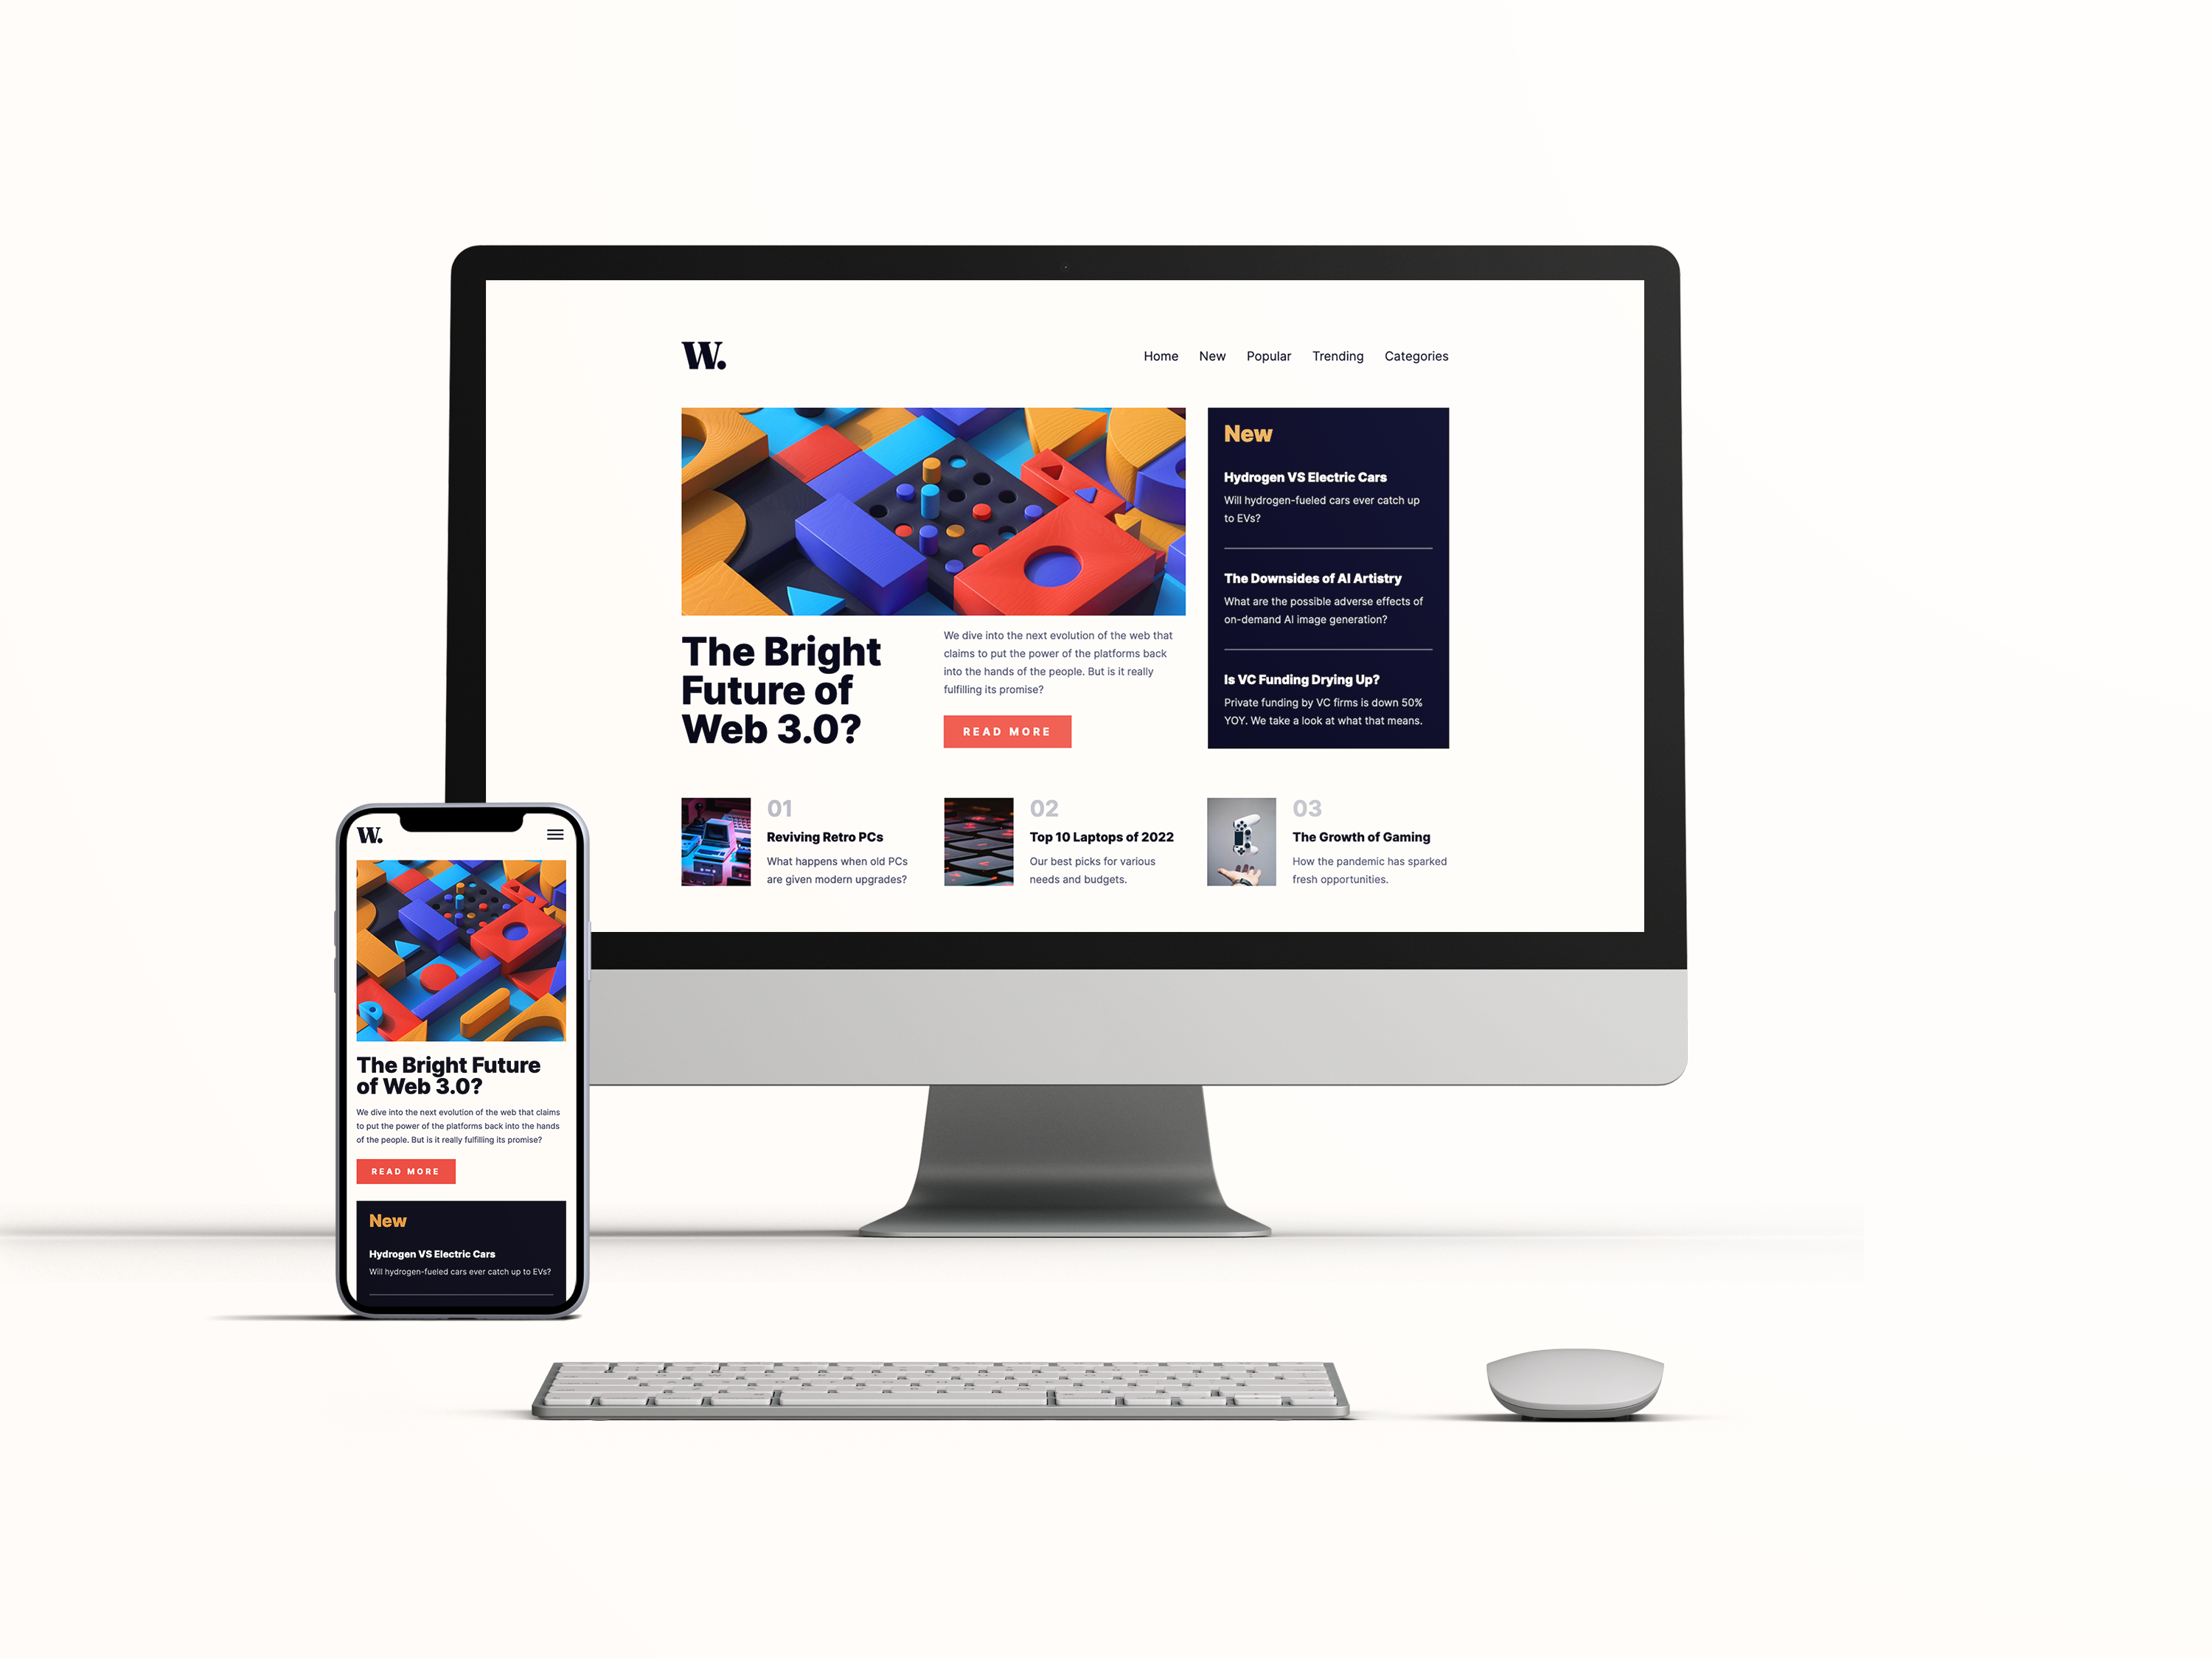 W.
Home New Popular Trending Categories
The Bright
Future of
Web 3.0?
We dive into the next evolution of the web that
claims to put the power of the platforms back
into the hands of the people. But is it really
fulfilling its promise?
READ MORE
New
Hydrogen VS Electric Cars
Will hydrogen-fueled cars ever catch up
to EVs?
The Downsides of AI Artistry
What are the possible adverse effects of
on-demand AI image generation?
Is VC Funding Drying Up?
Private funding by VC firms is down 50%
YOY. We take a look at what that means.
01
Reviving Retro PCs
What happens when old PCs
are given modern upgrades?
02
Top 10 Laptops of 2022
Our best picks for various
needs and budgets.
03
The Growth of Gaming
How the pandemic has sparked
fresh opportunities.
W.
The Bright Future
of Web 3.0?
We dive into the next evolution of the web that claims
to put the power of the platforms back into the hands
of the people. But is it really fulfilling its promise?
READ MORE
New
Hydrogen VS Electric Cars
Will hydrogen-fueled cars ever catch up to EVs?